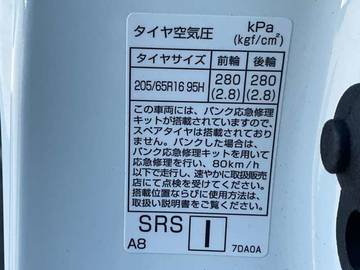 タイヤ空気圧 kPa
(kgf/cm²)
タイヤサイズ 前輪 後輪
205/65R16 95H 280 280
(2.8) (2.8)
この車両には、パンク応急修理
キットが搭載されていますので、
スペアタイヤは搭載されており
ません。パンクした場合は、
パンク応急修理キットを用いて
応急修理を行い、80km/h
以下で走行し、速やかに取扱販売
店にて点検を受けてください。
搭載位置ならびに使用方法は、
取扱い説明書をご覧ください。
SRS I
A8 7DA0A